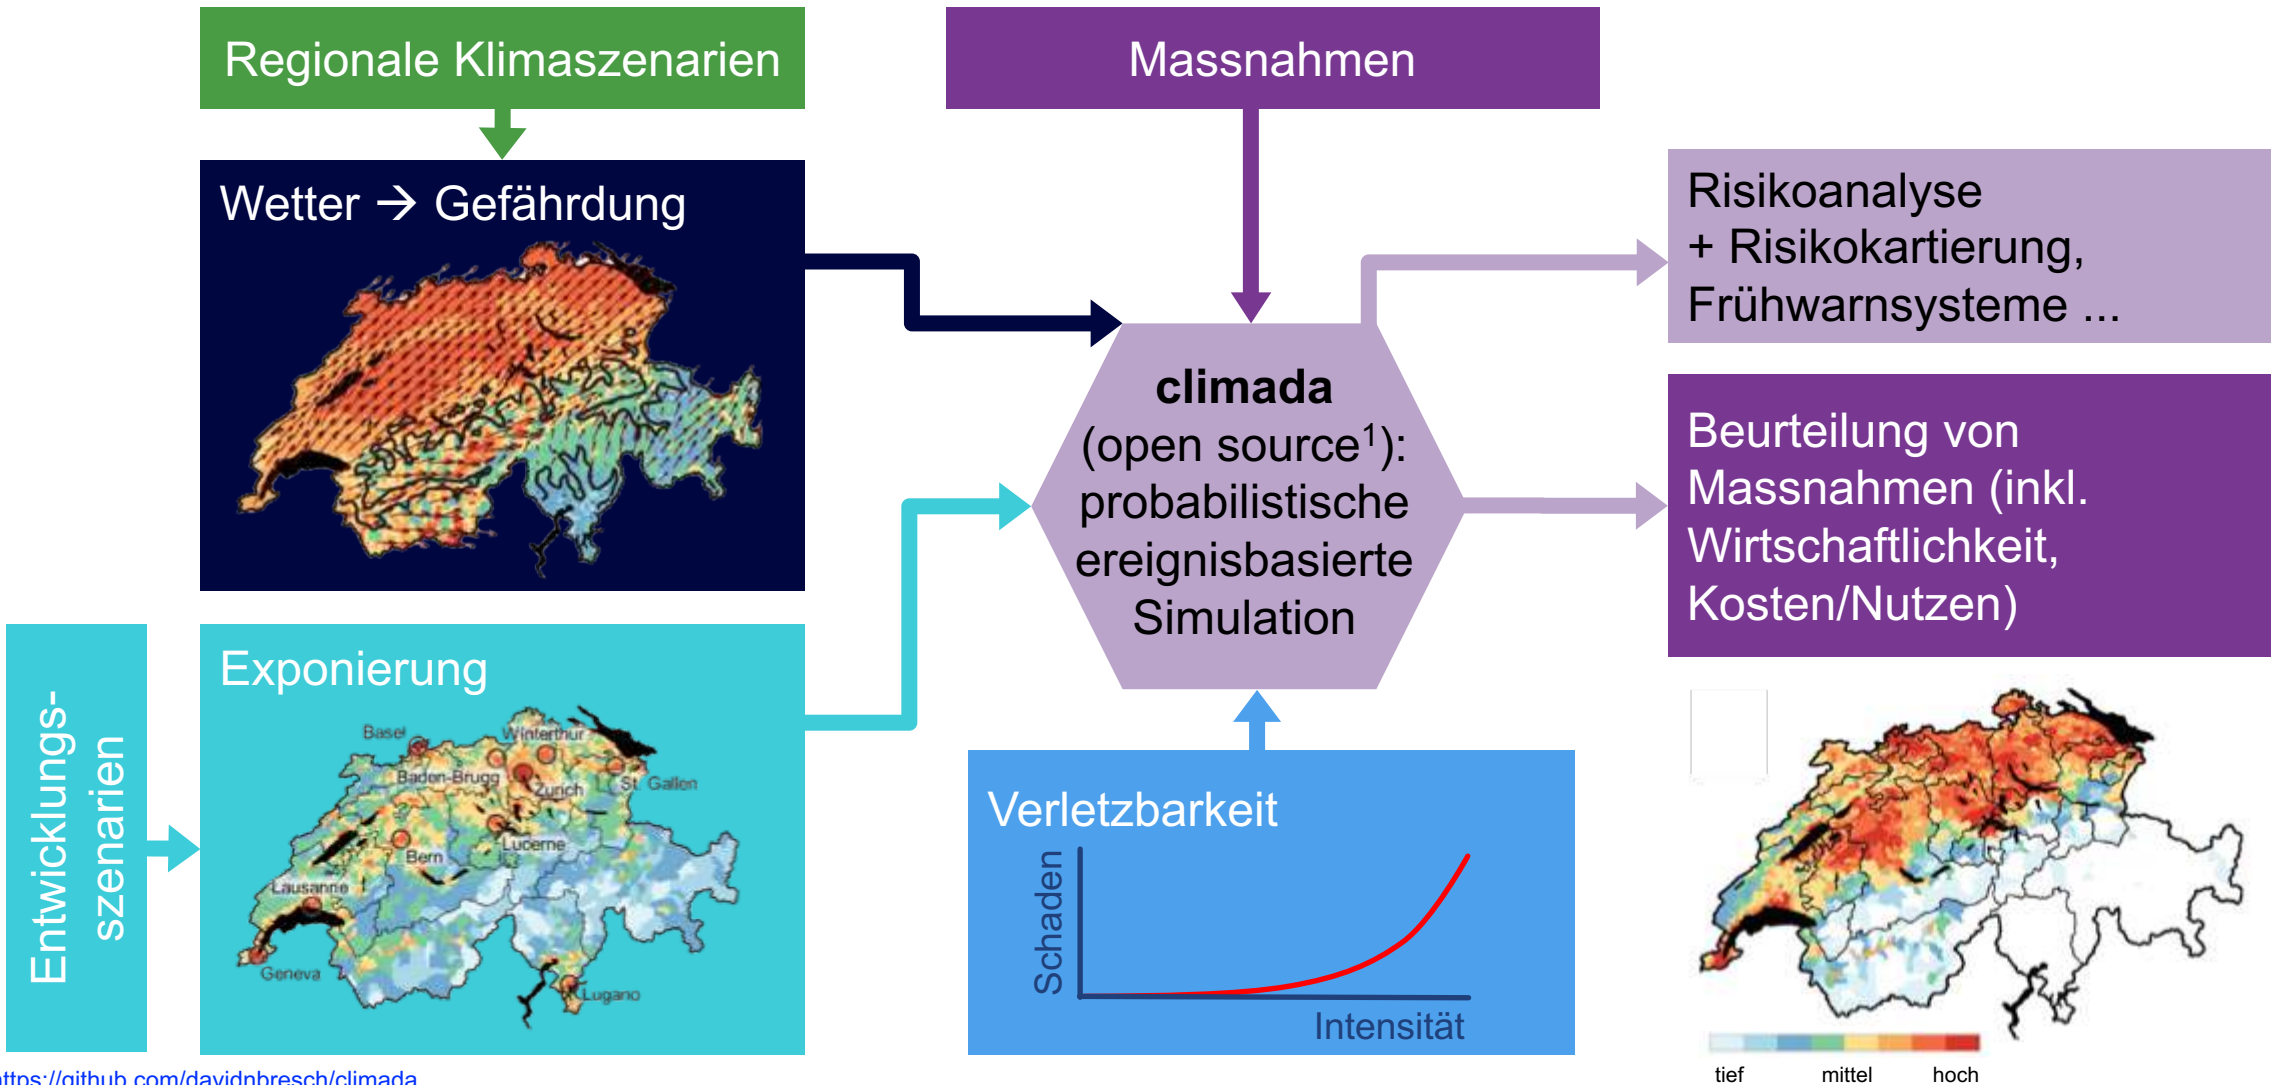 Regionale Klimaszenarien
Massnahmen
Wetter → Gefährdung
Risikoanalyse
+ Risikokartierung,
Frühwarnsysteme ...
climada
(open source¹):
probabilistische
ereignisbasierte
Simulation
Beurteilung von
Massnahmen (inkl.
Wirtschaftlichkeit,
Kosten/Nutzen)
Entwicklungs-
szenarien
Exponierung
Basel
Winterthur
Baden-Brugg
Zurich
St. Gallen
Lucerne
Bern
Lausanne
Geneva
Lugano
Verletzbarkeit
Schaden
Intensität
tief mittel hoch
https://github.com/davidnbresch/climada